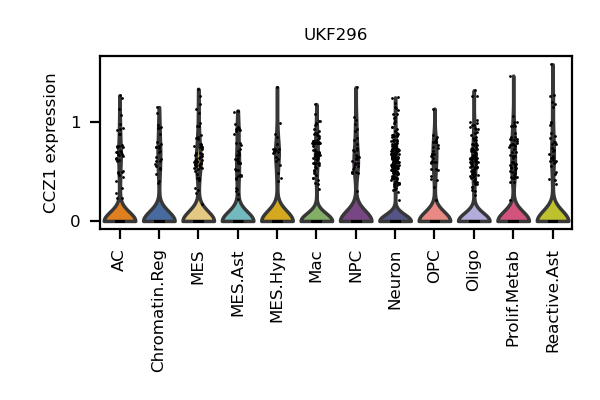 UKF296
CCZ1 expression
1
0
AC
Chromatin.Reg
MES
MES.Ast
MES.Hyp
Mac
NPC
Neuron
OPC
Oligo
Prolif.Metab
Reactive.Ast